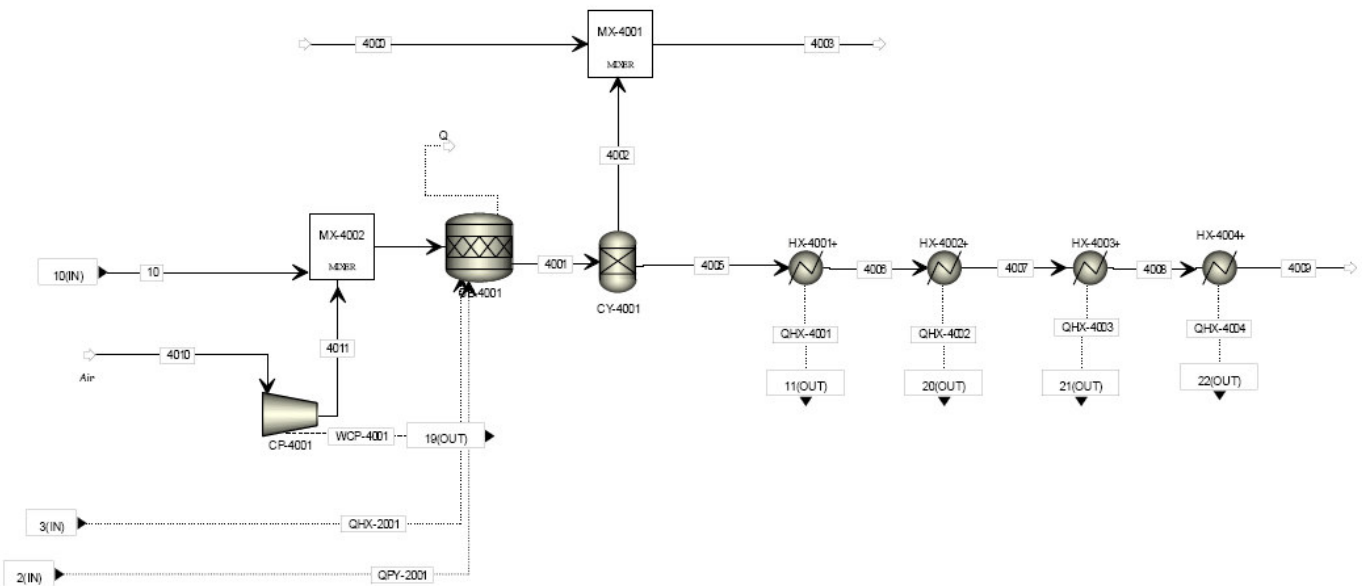 4000
MX-4001
MIXER
4003
Q
4002
MX-4002
MIXER
10(IN)
10
4001
CY-4001
4005
HX-4001+
4006
HX-4002+
4007
HX-4003+
4008
HX-4004+
4009
QHX-4001
QHX-4002
QHX-4003
QHX-4004
11(OUT)
20(OUT)
21(OUT)
22(OUT)
4010
Air
4011
CP-4001
WCP-4001
19(OUT)
3(IN)
QHX-2001
2(IN)
QPY-2001